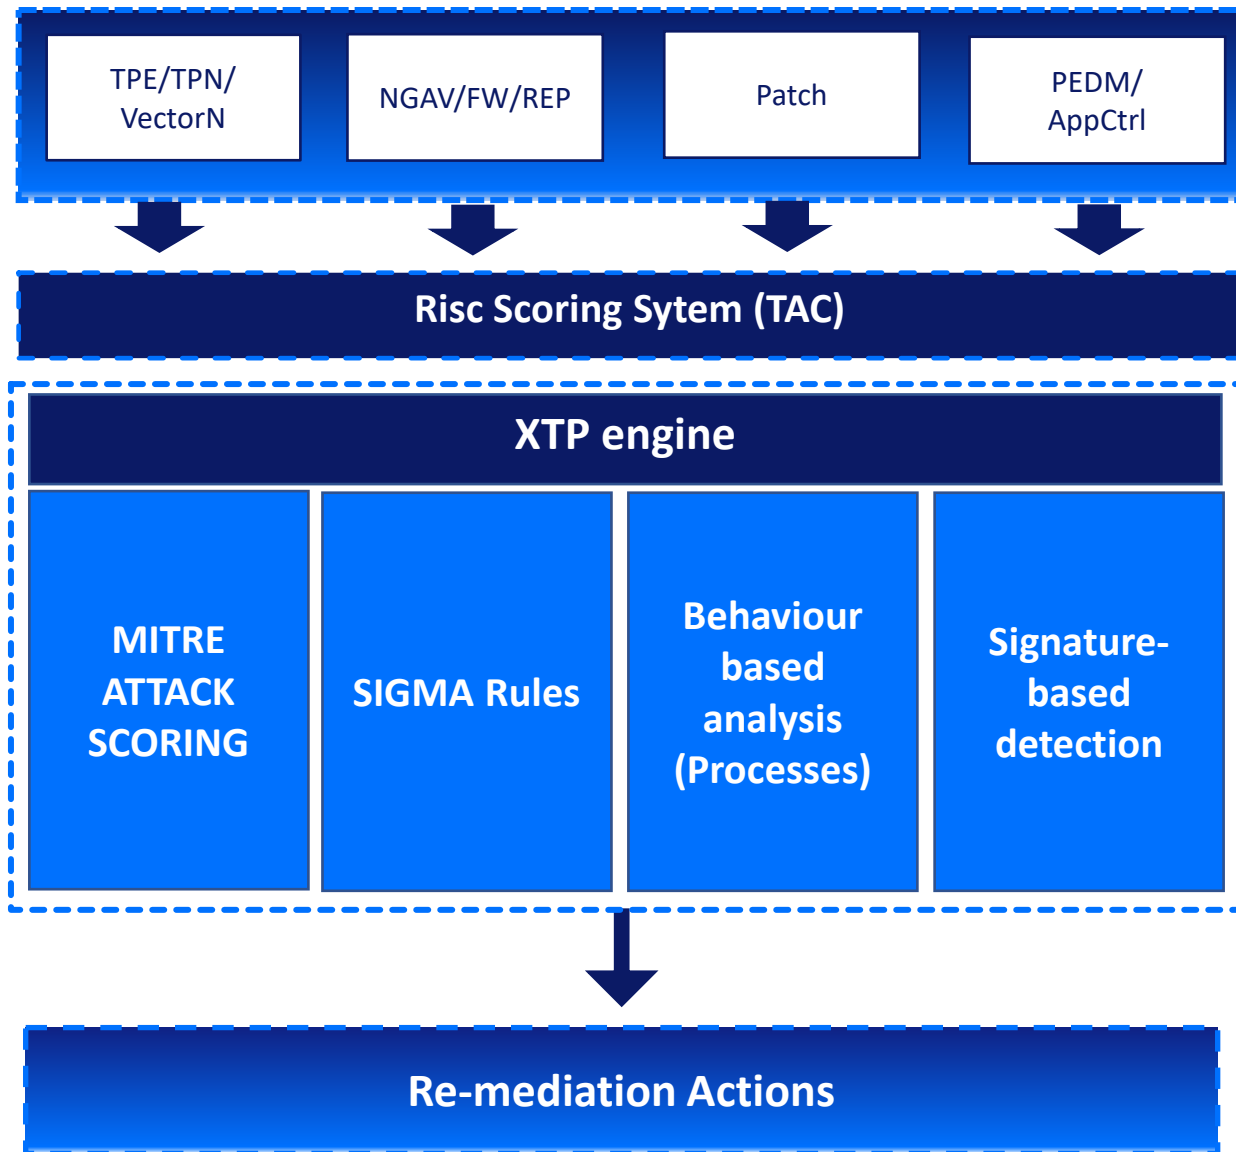 TPE/TPN/
VectorN
NGAV/FW/REP
Patch
PEDM/
AppCtrl
Risc Scoring Sytem (TAC)
XTP engine
MITRE
ATTACK
SCORING
SIGMA Rules
Behaviour
based
analysis
(Processes)
Signature-
based
detection
Re-mediation Actions